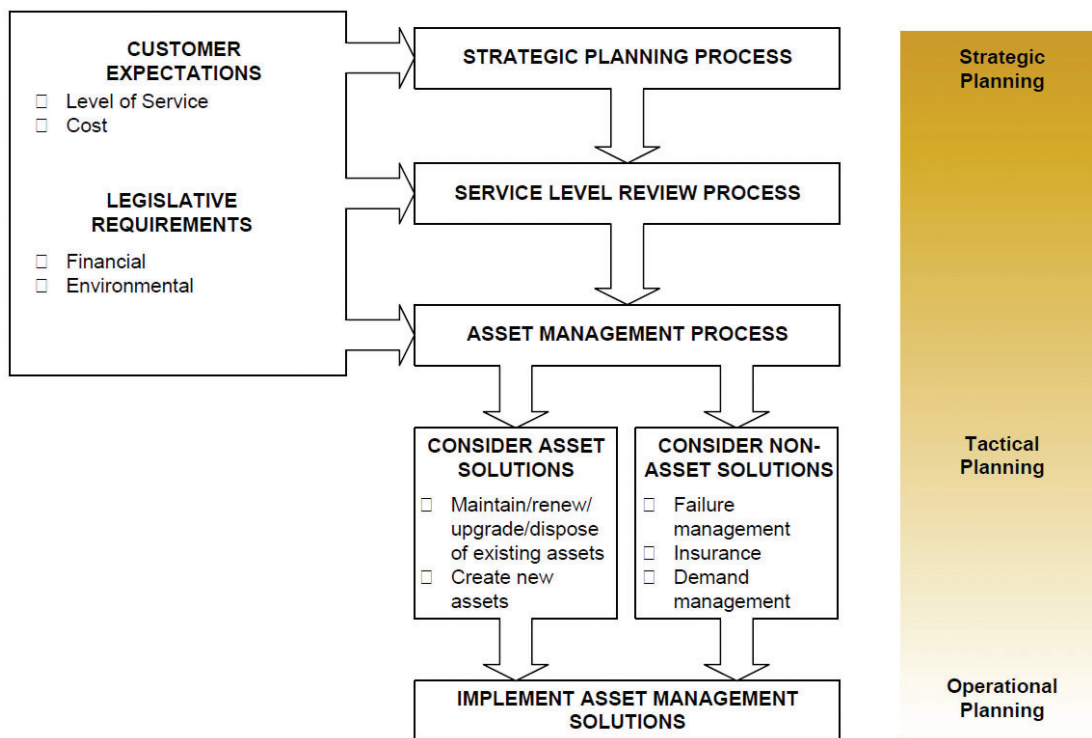 CUSTOMER
EXPECTATIONS
Level of Service
Cost
LEGISLATIVE
REQUIREMENTS
Financial
Environmental
STRATEGIC PLANNING PROCESS
SERVICE LEVEL REVIEW PROCESS
ASSET MANAGEMENT PROCESS
CONSIDER ASSET
SOLUTIONS
Maintain/renew/
upgrade/dispose
of existing assets
Create new
assets
CONSIDER NON-
ASSET SOLUTIONS
Failure
management
Insurance
Demand
management
IMPLEMENT ASSET MANAGEMENT
SOLUTIONS
Strategic
Planning
Tactical
Planning
Operational
Planning